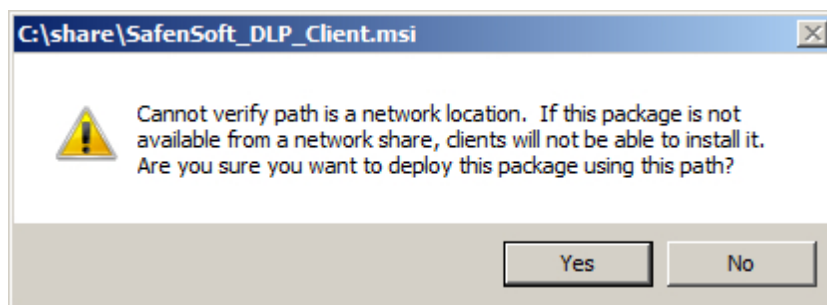 C:\share\SafenSoft_DLP_Client.msi
Cannot verify path is a network location.  If this package is not
available from a network share, clients will not be able to install it.
Are you sure you want to deploy this package using this path?
Yes
No